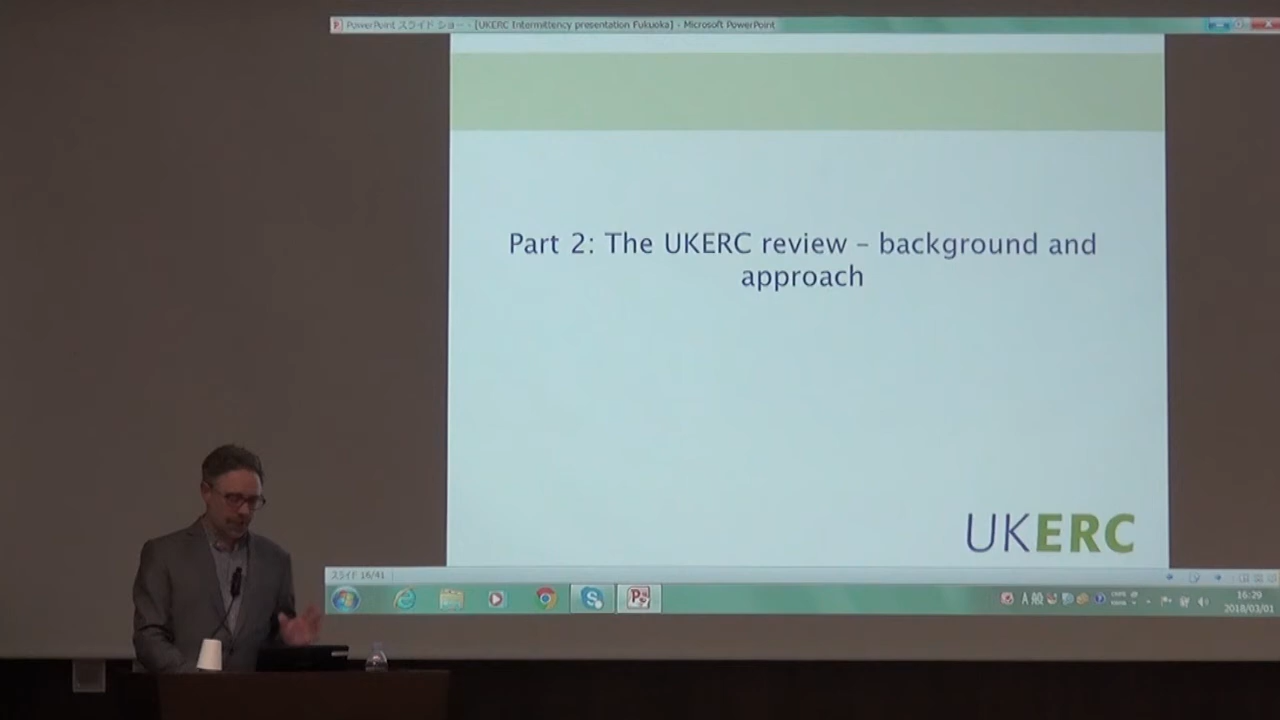 PowerPoint スライド ショー - [UKERC Intermittency presentation Fukuoka] - Microsoft PowerPoint
Part 2: The UKERC review – background and
approach
UKERC
スライド 16/41
A 般
16:29
2018/03/01